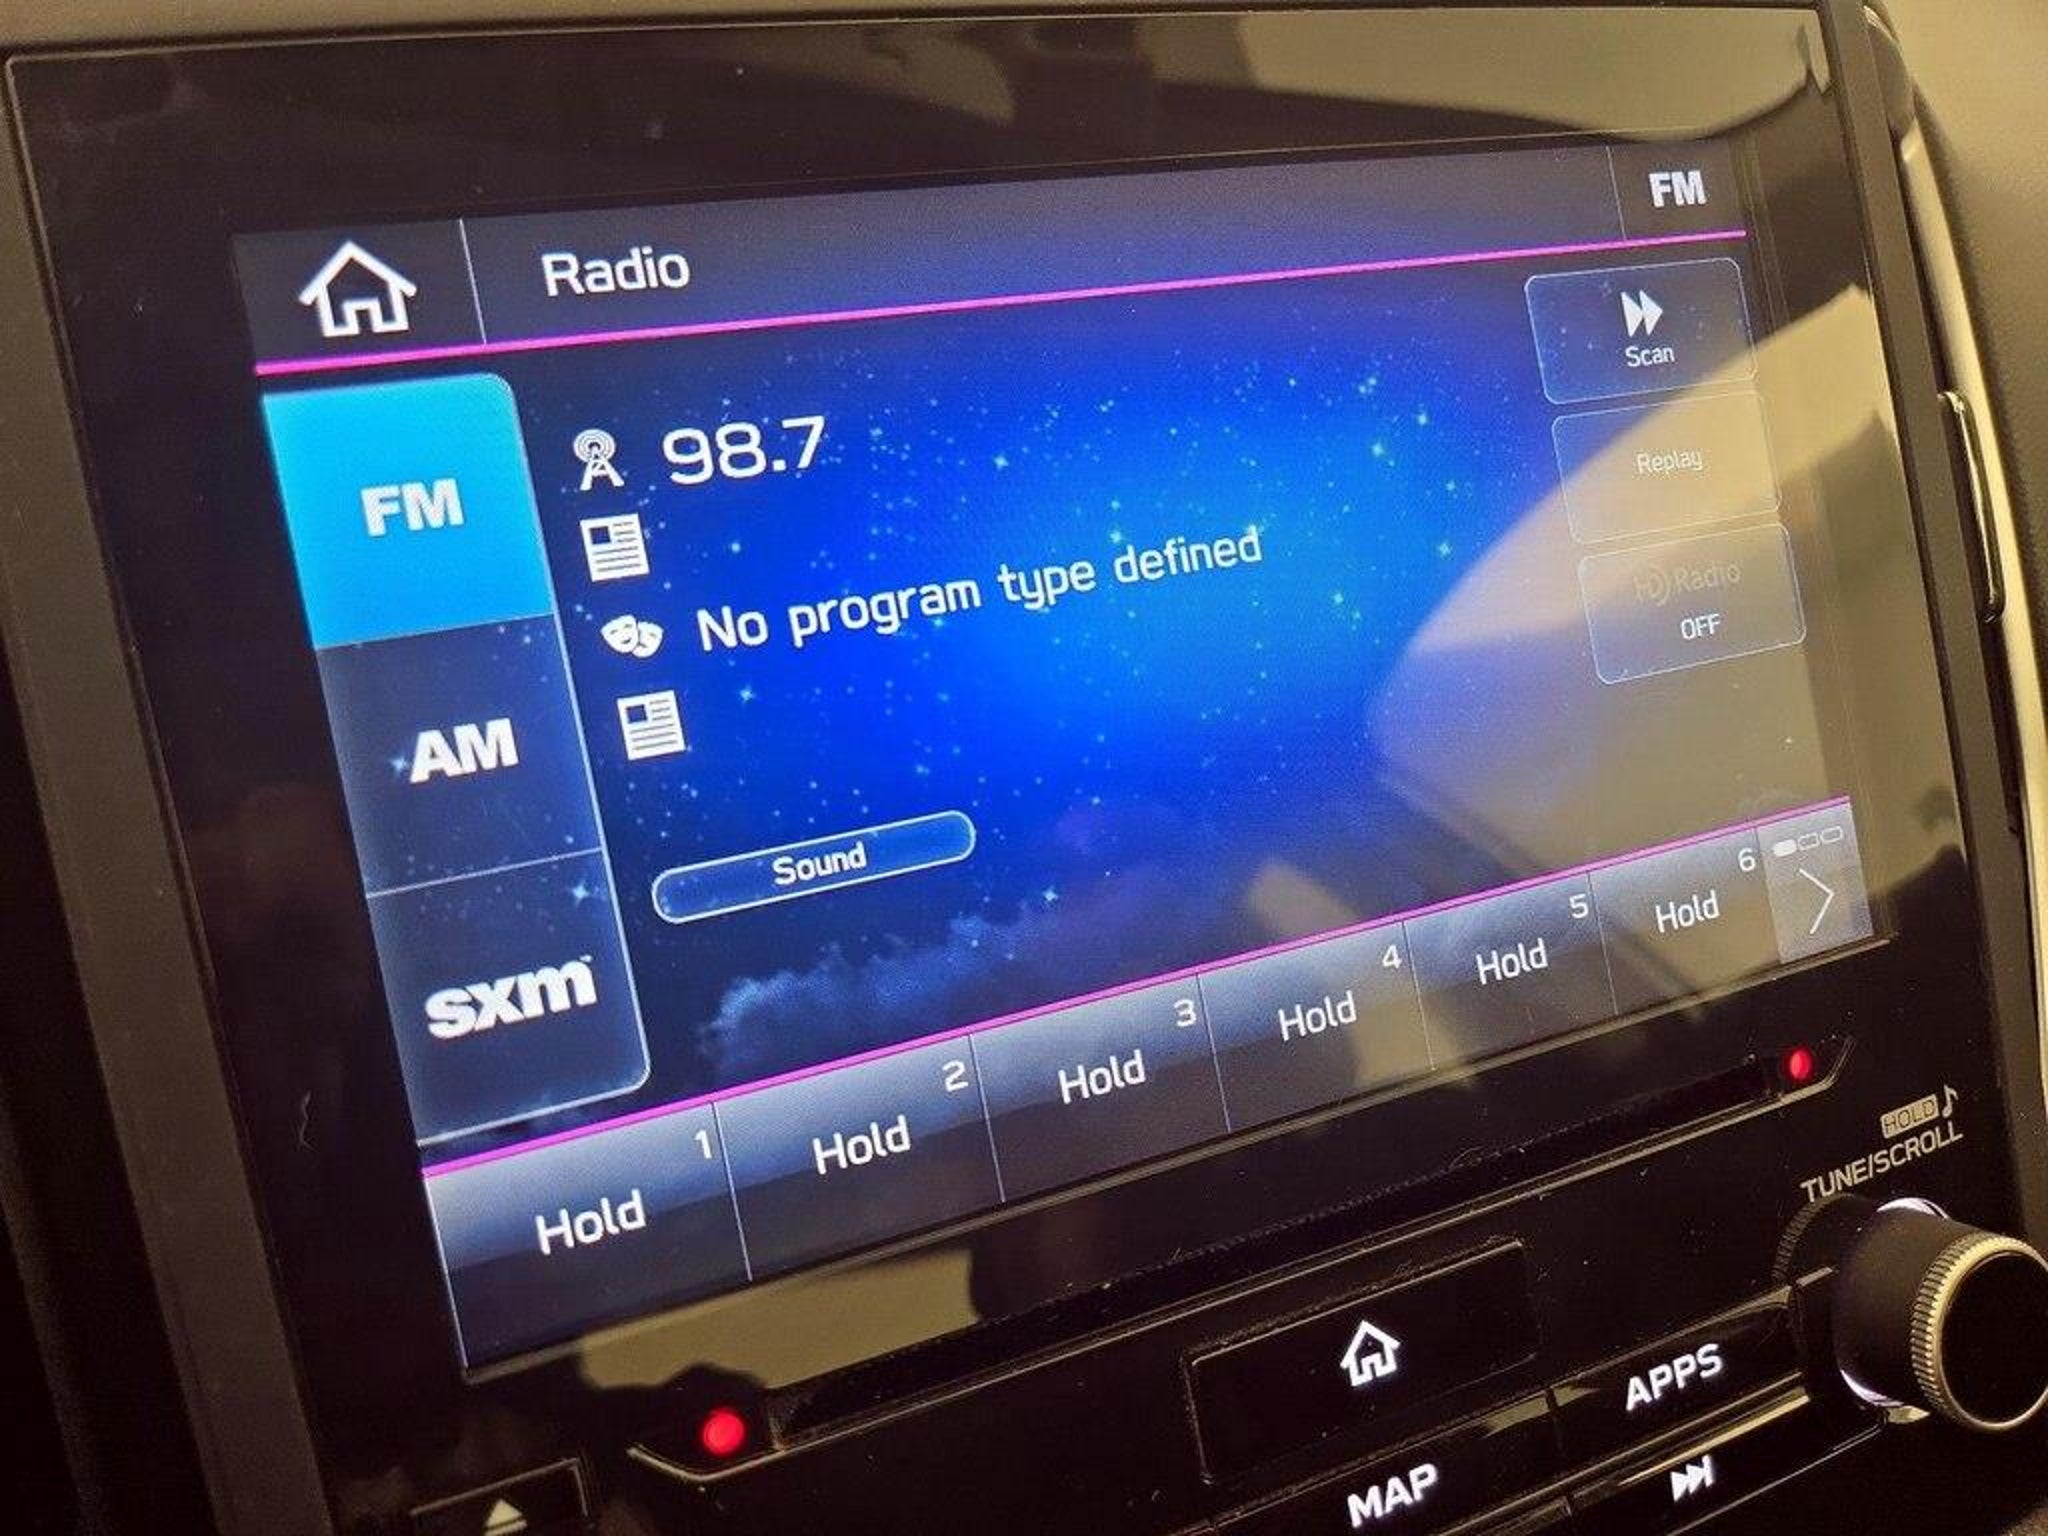 Radio
FM
FM
AM
sxm
98.7
No program type defined
Sound
Scan
Replay
HD Radio
OFF
1
Hold
2
Hold
3
Hold
4
Hold
5
Hold
6
Hold
HOLD
TUNE/SCROLL
APPS
MAP